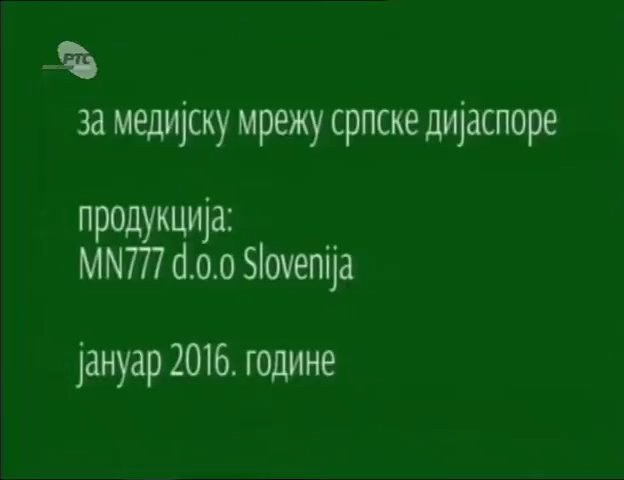 РТС
за медијску мрежу српске дијаспоре
продукција:
MN777 d.o.o Slovenija
јануар 2016. године